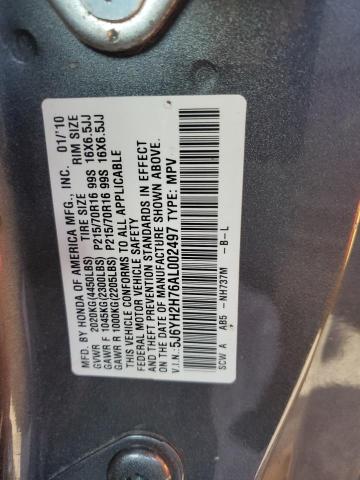 MFD. BY HONDA OF AMERICA MFG., INC. 01/'10
GVWR 2020KG(4450LBS) TIRE SIZE RIM SIZE
GAWR F 1045KG(2300LBS) P215/70R16 99S 16X6.5JJ
GAWR R 1000KG(2205LBS) P215/70R16 99S 16X6.5JJ
THIS VEHICLE CONFORMS TO ALL APPLICABLE
FEDERAL MOTOR VEHICLE SAFETY
AND THEFT PREVENTION STANDARDS IN EFFECT
ON THE DATE OF MANUFACTURE SHOWN ABOVE.
V.I.N.: 5J6YH2H76AL002497 TYPE: MPV
SCW A AB5 -NH737M -B-L